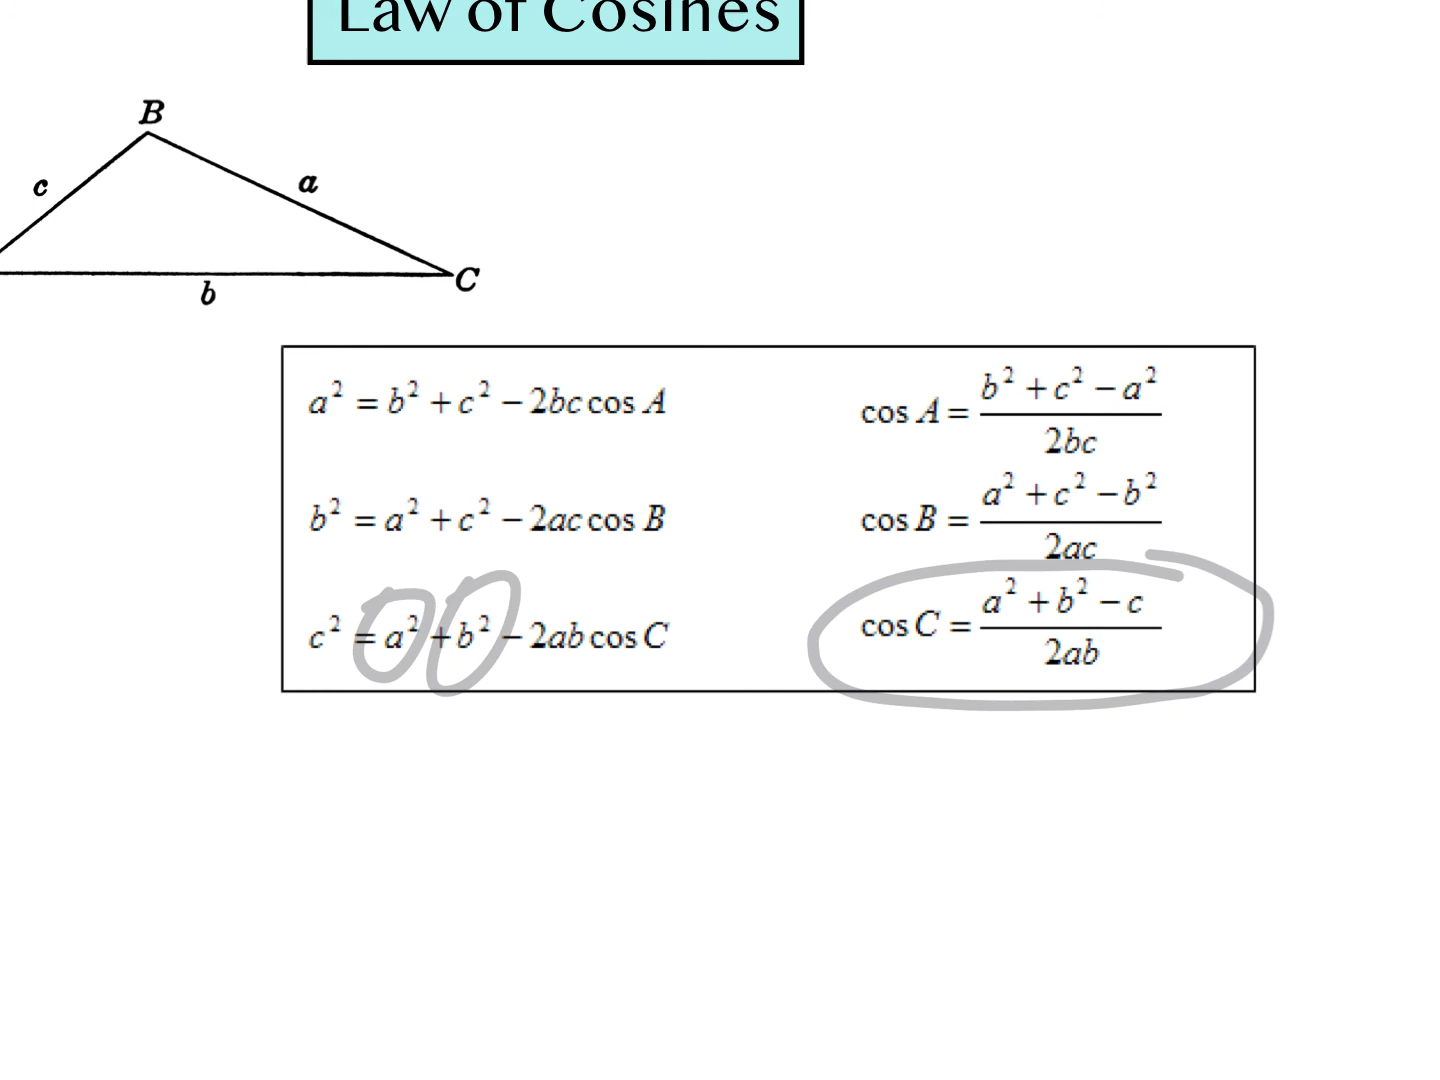 Law of Cosines
B
c
a
C
b
a² = b² + c² − 2bc cos A
cos A = (b² + c² − a²) / 2bc
b² = a² + c² − 2ac cos B
cos B = (a² + c² − b²) / 2ac
c² = a² + b² − 2ab cos C
cos C = (a² + b² − c) / 2ab